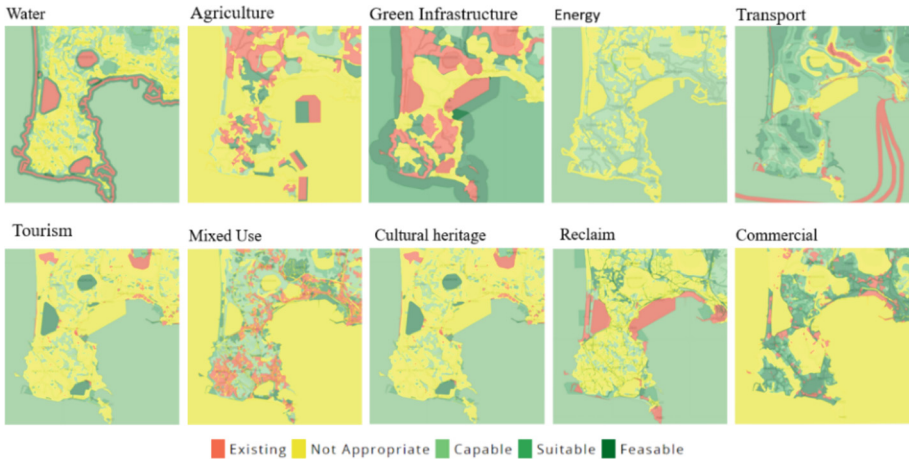 Water Agriculture Green Infrastructure Energy Transport
Tourism Mixed Use Cultural heritage Reclaim Commercial
Existing Not Appropriate Capable Suitable Feasable